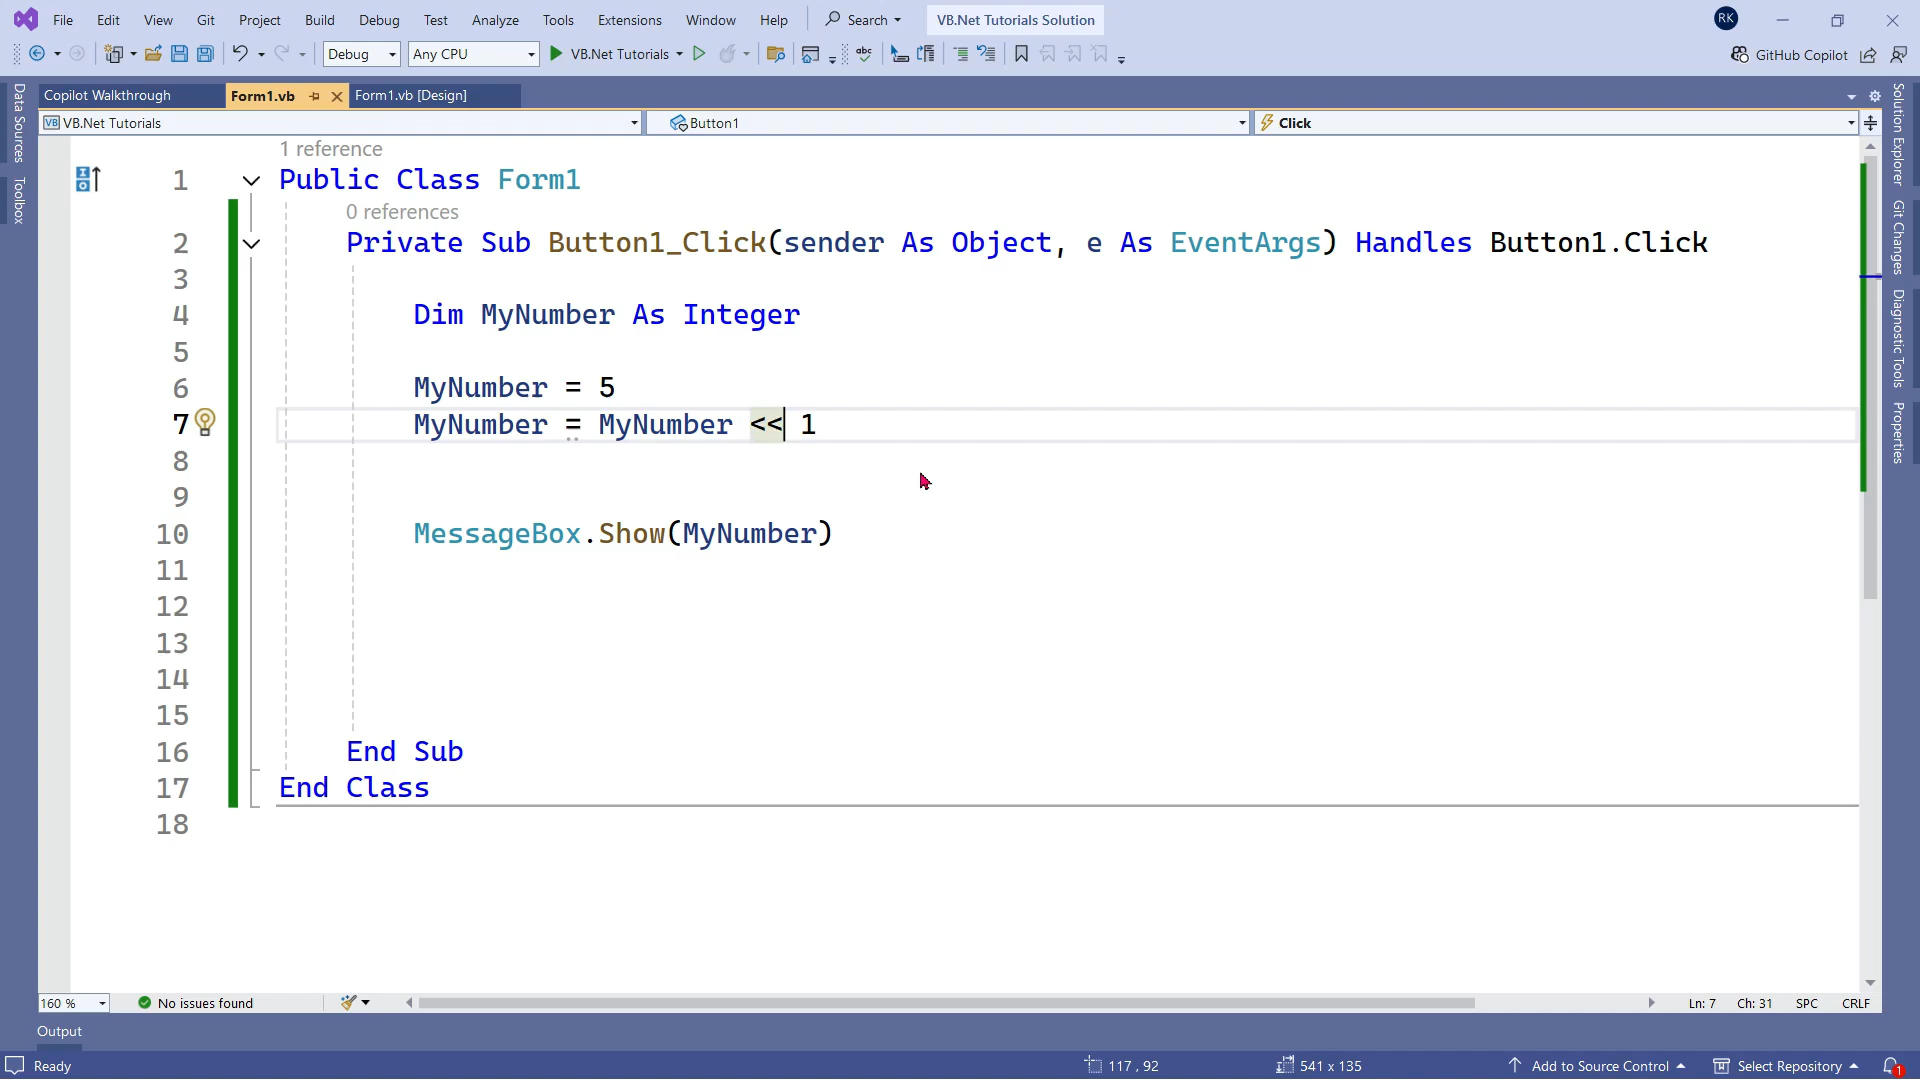 File Edit View Git Project Build Debug Test Analyze Tools Extensions Window Help Search VB.Net Tutorials Solution RK
Debug Any CPU VB.Net Tutorials abc GitHub Copilot
Copilot Walkthrough Form1.vb Form1.vb [Design]
VB VB.Net Tutorials Button1 Click
Data Sources
Toolbox
Solution Explorer
Git Changes
Diagnostic Tools
Properties
1 reference
1 Public Class Form1
0 references
2 Private Sub Button1_Click(sender As Object, e As EventArgs) Handles Button1.Click
3
4 Dim MyNumber As Integer
5
6 MyNumber = 5
7 MyNumber = MyNumber << 1
8
9
10 MessageBox.Show(MyNumber)
11
12
13
14
15
16 End Sub
17 End Class
18
160 % No issues found Ln: 7 Ch: 31 SPC CRLF
Output
Ready 117 , 92 541 x 135 Add to Source Control Select Repository 1